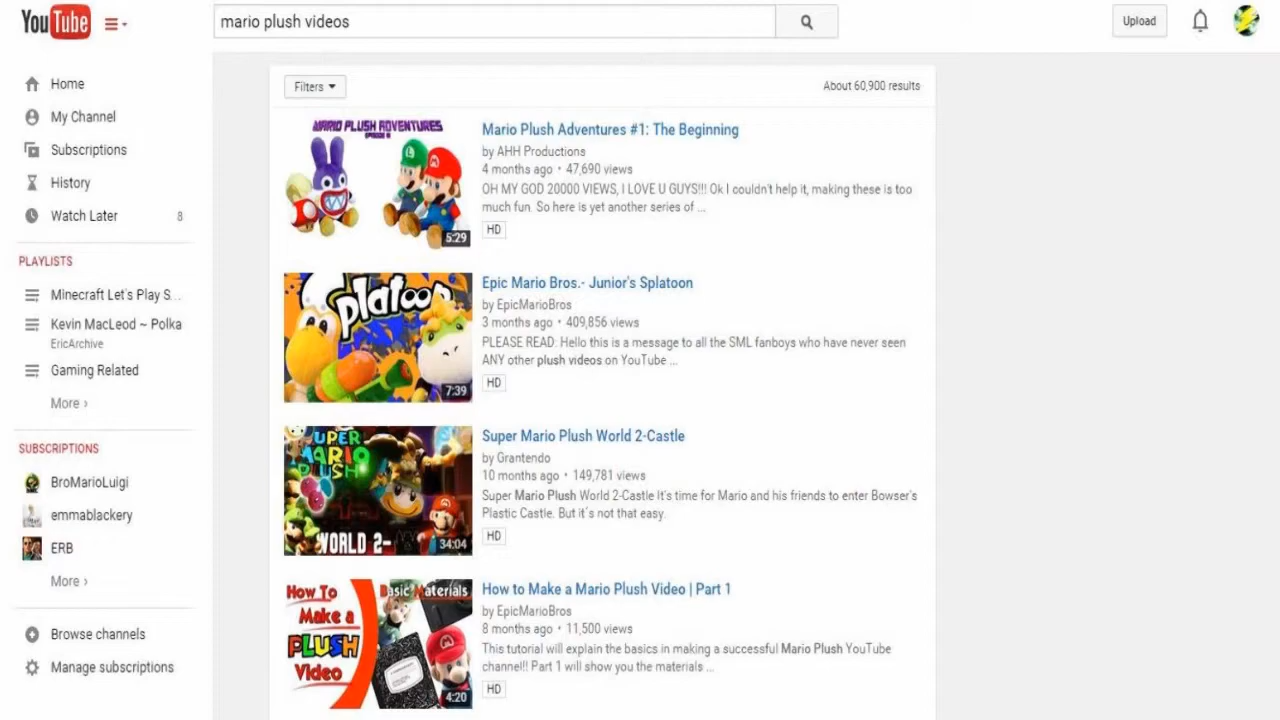 YouTube
mario plush videos
Upload
Home
My Channel
Subscriptions
History
Watch Later 8
PLAYLISTS
Minecraft Let's Play S...
Kevin MacLeod ~ Polka
EricArchive
Gaming Related
More ›
SUBSCRIPTIONS
BroMarioLuigi
emmablackery
ERB
More ›
Browse channels
Manage subscriptions
Filters
About 60,900 results
MARIO PLUSH ADVENTURES
5:29
Mario Plush Adventures #1: The Beginning
by AHH Productions
4 months ago • 47,690 views
OH MY GOD 20000 VIEWS, I LOVE U GUYS!!! Ok I couldn't help it, making these is too
much fun. So here is yet another series of ...
HD
Splatoon
7:39
Epic Mario Bros.- Junior's Splatoon
by EpicMarioBros
3 months ago • 409,856 views
PLEASE READ: Hello this is a message to all the SML fanboys who have never seen
ANY other plush videos on YouTube ...
HD
SUPER
MARIO
PLUSH
WORLD 2-
34:04
Super Mario Plush World 2-Castle
by Grantendo
10 months ago • 149,781 views
Super Mario Plush World 2-Castle It's time for Mario and his friends to enter Bowser's
Plastic Castle. But it´s not that easy.
HD
How To
Make a
PLUSH
Video
Basic Materials
4:20
How to Make a Mario Plush Video | Part 1
by EpicMarioBros
8 months ago • 11,500 views
This tutorial will explain the basics in making a successful Mario Plush YouTube
channel!! Part 1 will show you the materials ...
HD